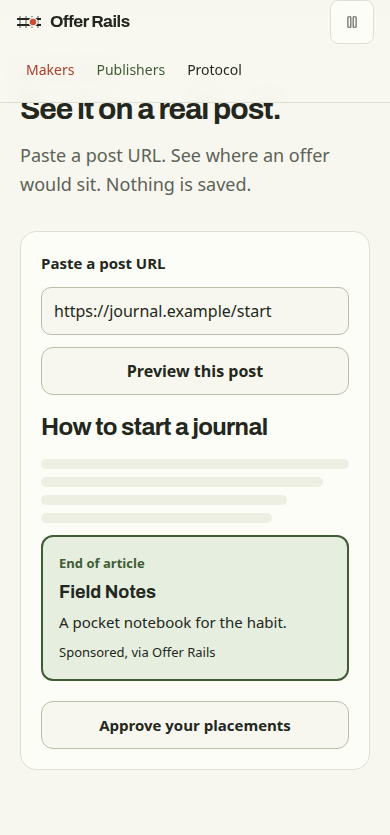 Offer Rails
Makers Publishers Protocol
See it on a real post.
Paste a post URL. See where an offer
would sit. Nothing is saved.
Paste a post URL
https://journal.example/start
Preview this post
How to start a journal
End of article
Field Notes
A pocket notebook for the habit.
Sponsored, via Offer Rails
Approve your placements